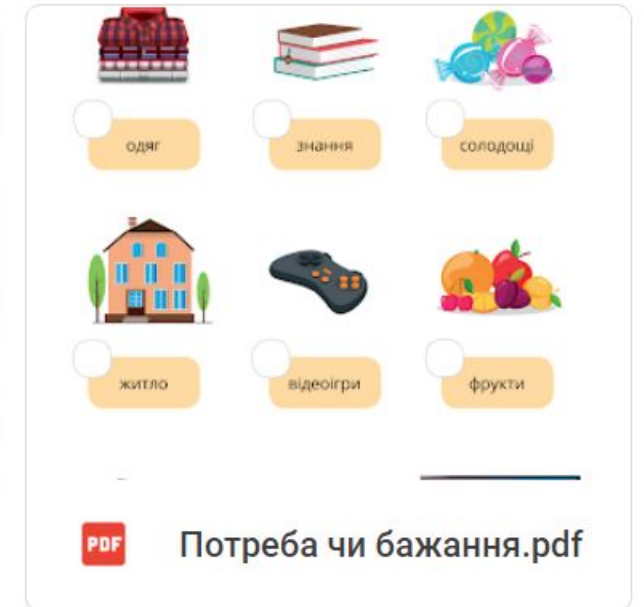 одяг
знання
солодощі
житло
відеоігри
фрукти
PDF
Потреба чи бажання.pdf